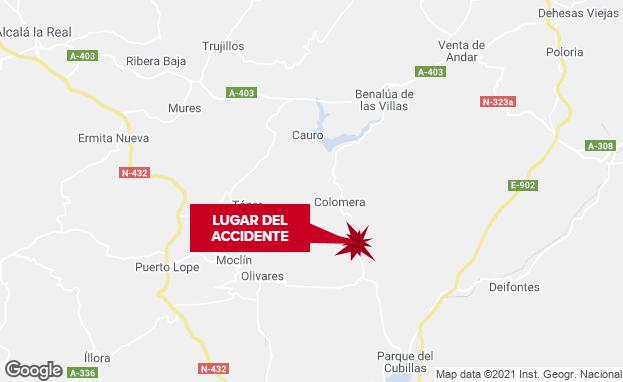 Dehesas Viejas
Alcalá la Real
Trujillos
Venta de
Andar
Poloria
A-403
Ribera Baja
A-403
A-403
Benalúa de
las Villas
N-323a
Mures
Cauro
Ermita Nueva
A-308
N-432
E-902
Colomera
LUGAR DEL
ACCIDENTE
Moclín
Puerto Lope
Olivares
Deifontes
Íllora
Parque del
Cubillas
N-432
A-336
Google
Map data ©2021 Inst. Geogr. Nacional